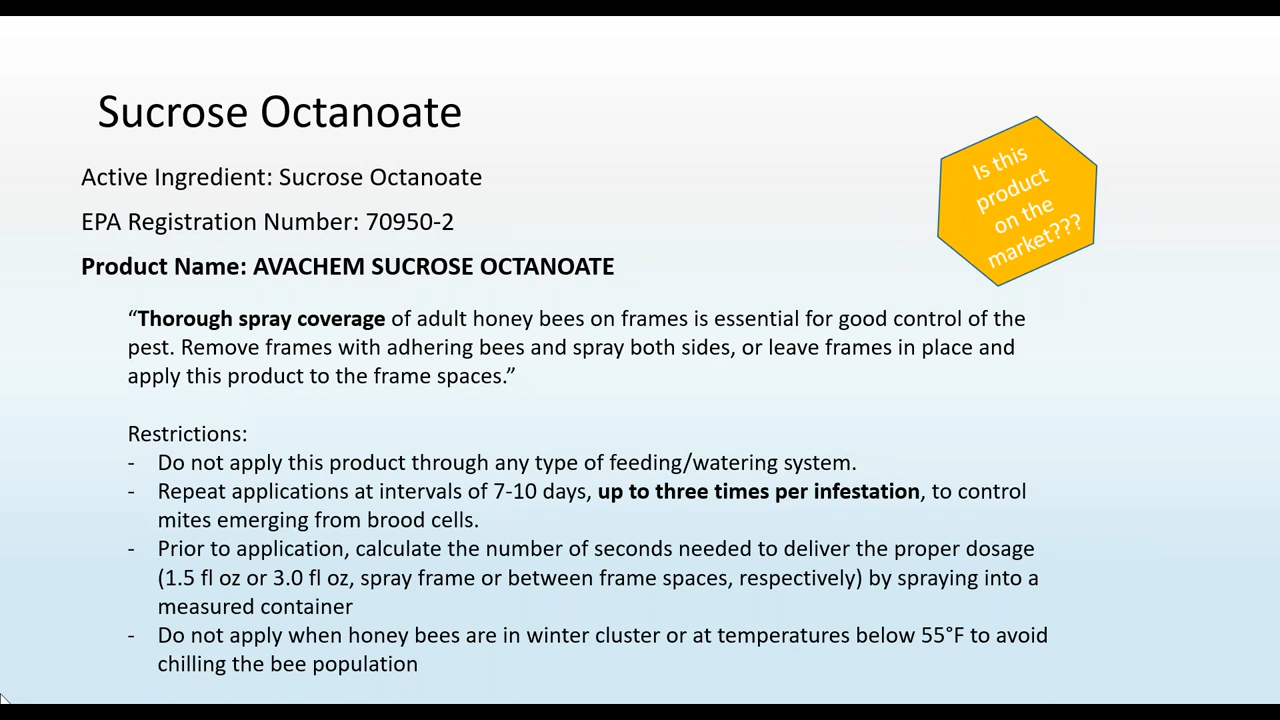 Sucrose Octanoate
Is this
product
on the
market???
Active Ingredient: Sucrose Octanoate
EPA Registration Number: 70950-2
Product Name: AVACHEM SUCROSE OCTANOATE
“Thorough spray coverage of adult honey bees on frames is essential for good control of the
pest. Remove frames with adhering bees and spray both sides, or leave frames in place and
apply this product to the frame spaces.”
Restrictions:
- Do not apply this product through any type of feeding/watering system.
- Repeat applications at intervals of 7-10 days, up to three times per infestation, to control
mites emerging from brood cells.
- Prior to application, calculate the number of seconds needed to deliver the proper dosage
(1.5 fl oz or 3.0 fl oz, spray frame or between frame spaces, respectively) by spraying into a
measured container
- Do not apply when honey bees are in winter cluster or at temperatures below 55°F to avoid
chilling the bee population